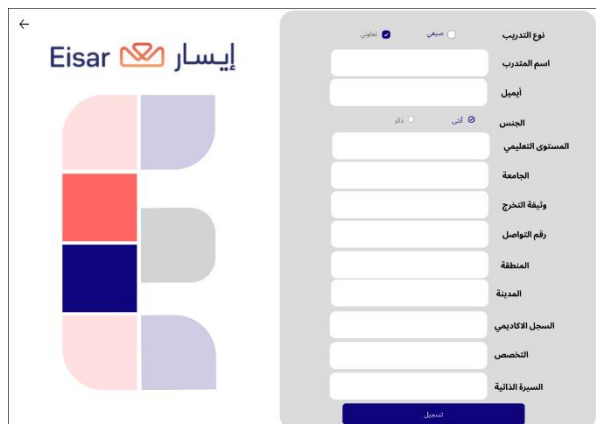 Eisar إيسار
نوع التدريب صيفي تعاوني
اسم المتدرب
أيميل
الجنس أنثى ذكر
المستوى التعليمي
الجامعة
وثيقة التخرج
رقم التواصل
المنطقة
المدينة
السجل الاكاديمي
التخصص
السيرة الذاتية
تسجيل